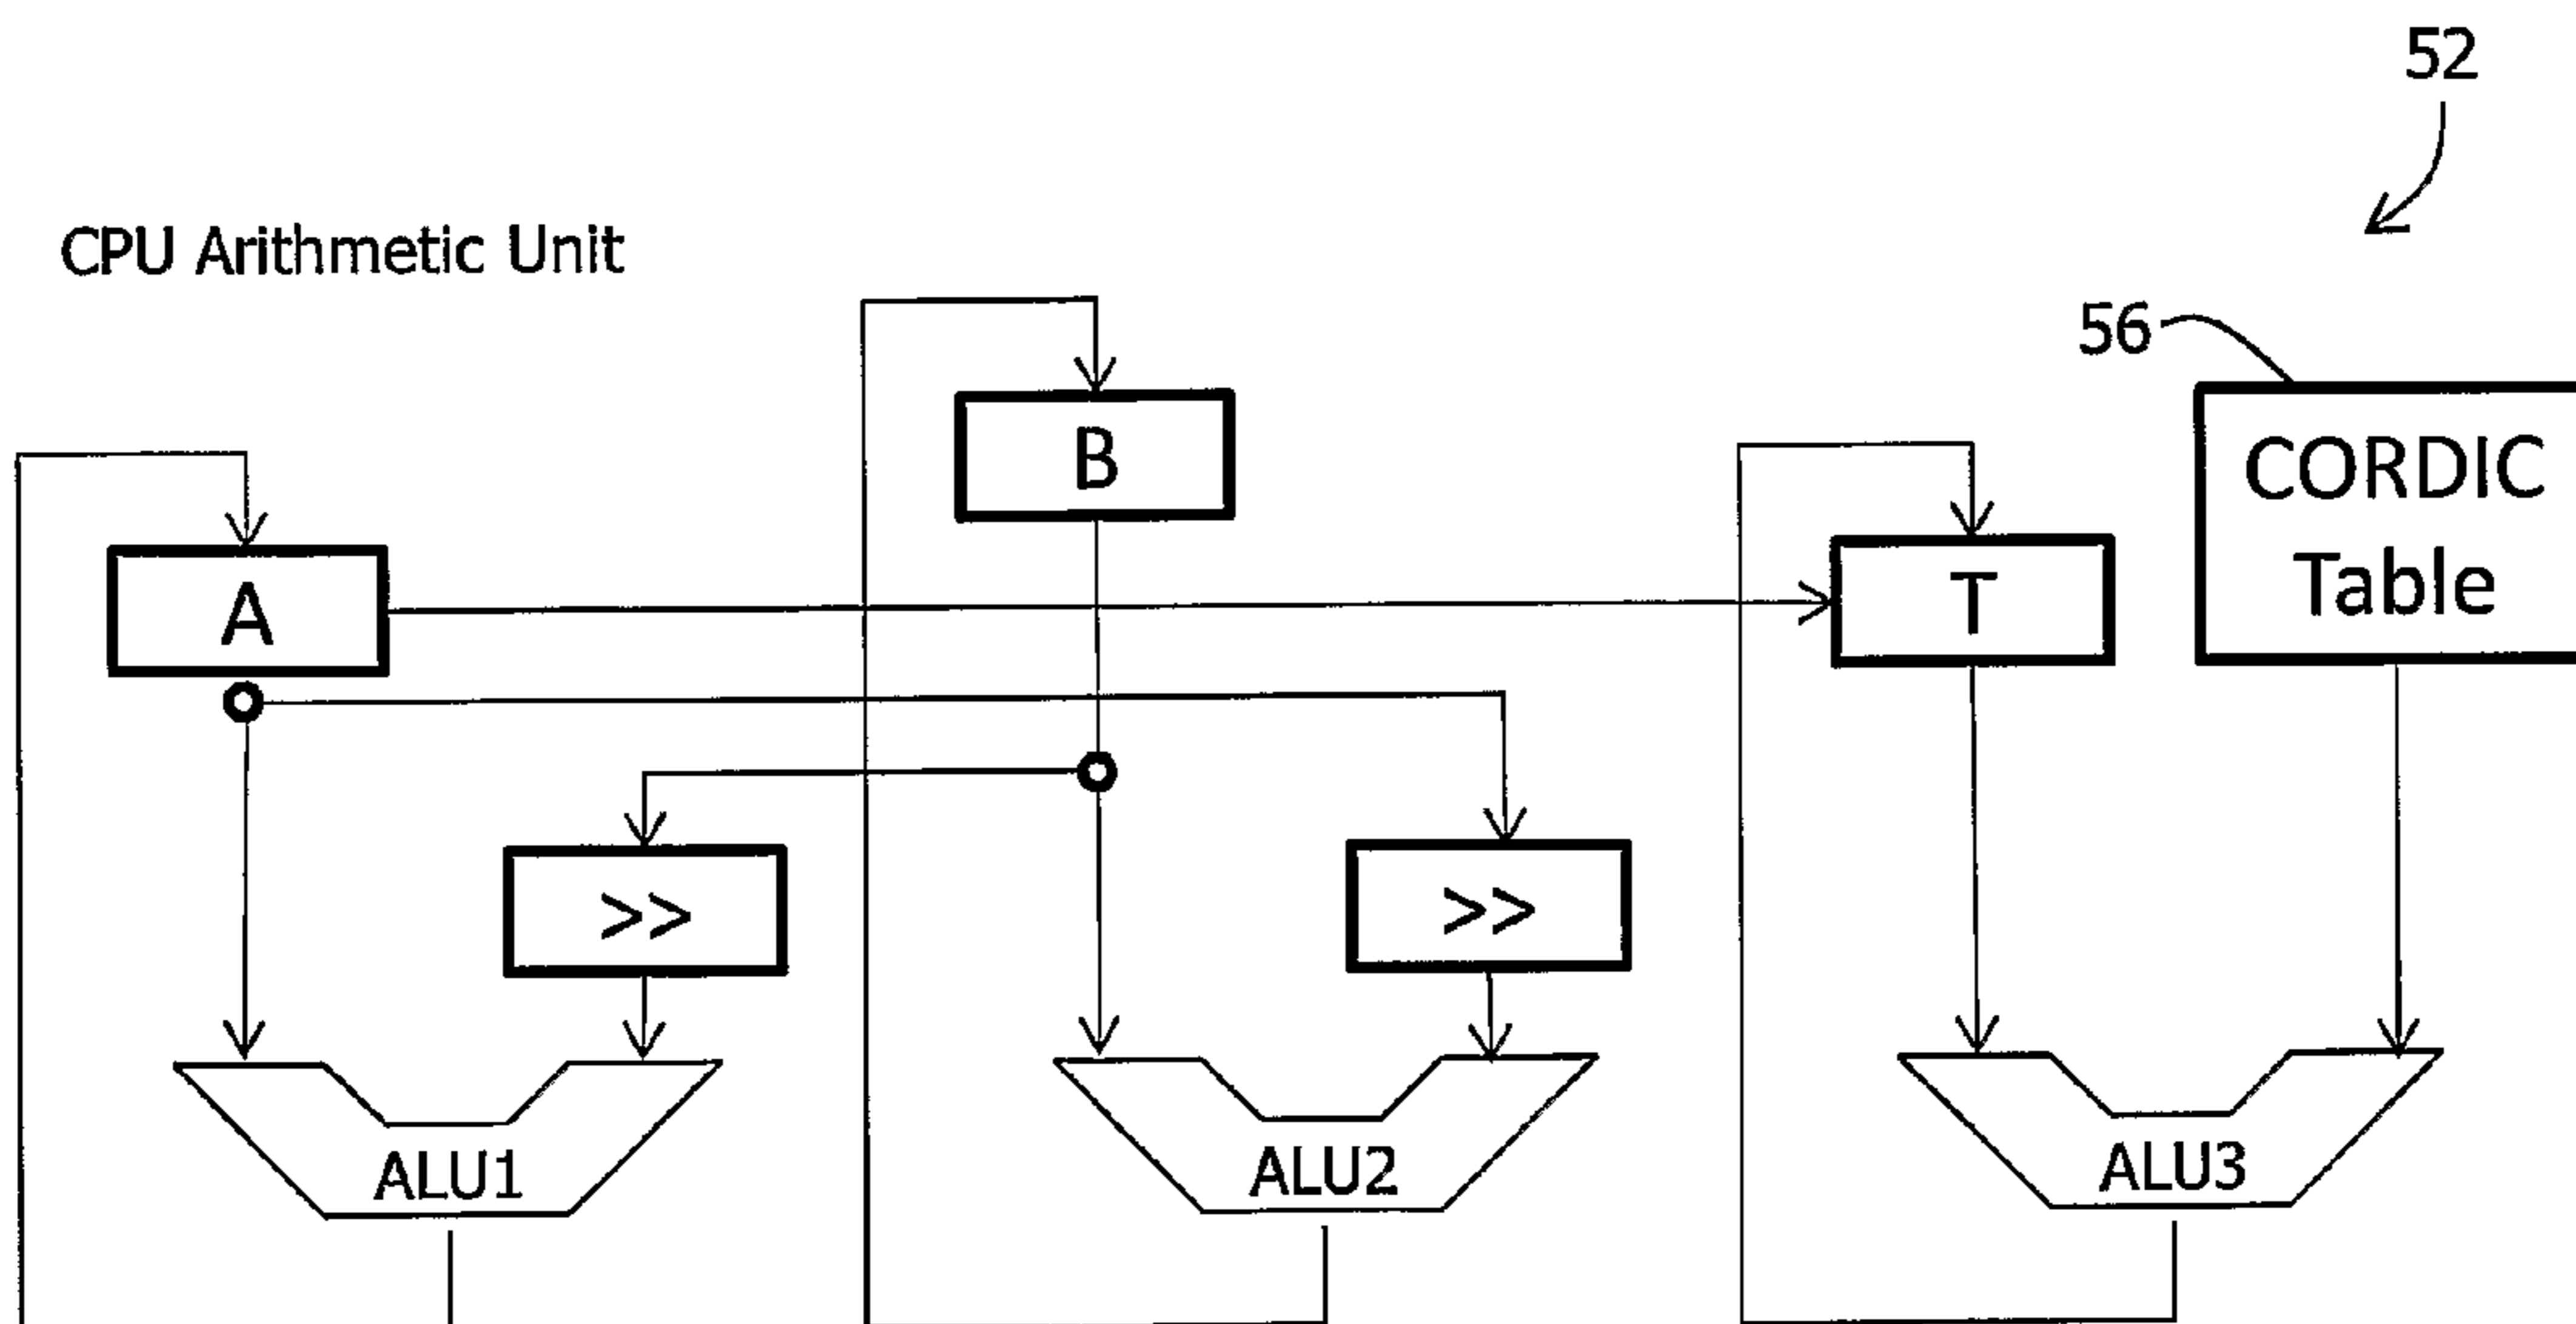 52
CPU Arithmetic Unit
56
B
CORDIC
Table
A
T
>>
>>
ALU1
ALU2
ALU3